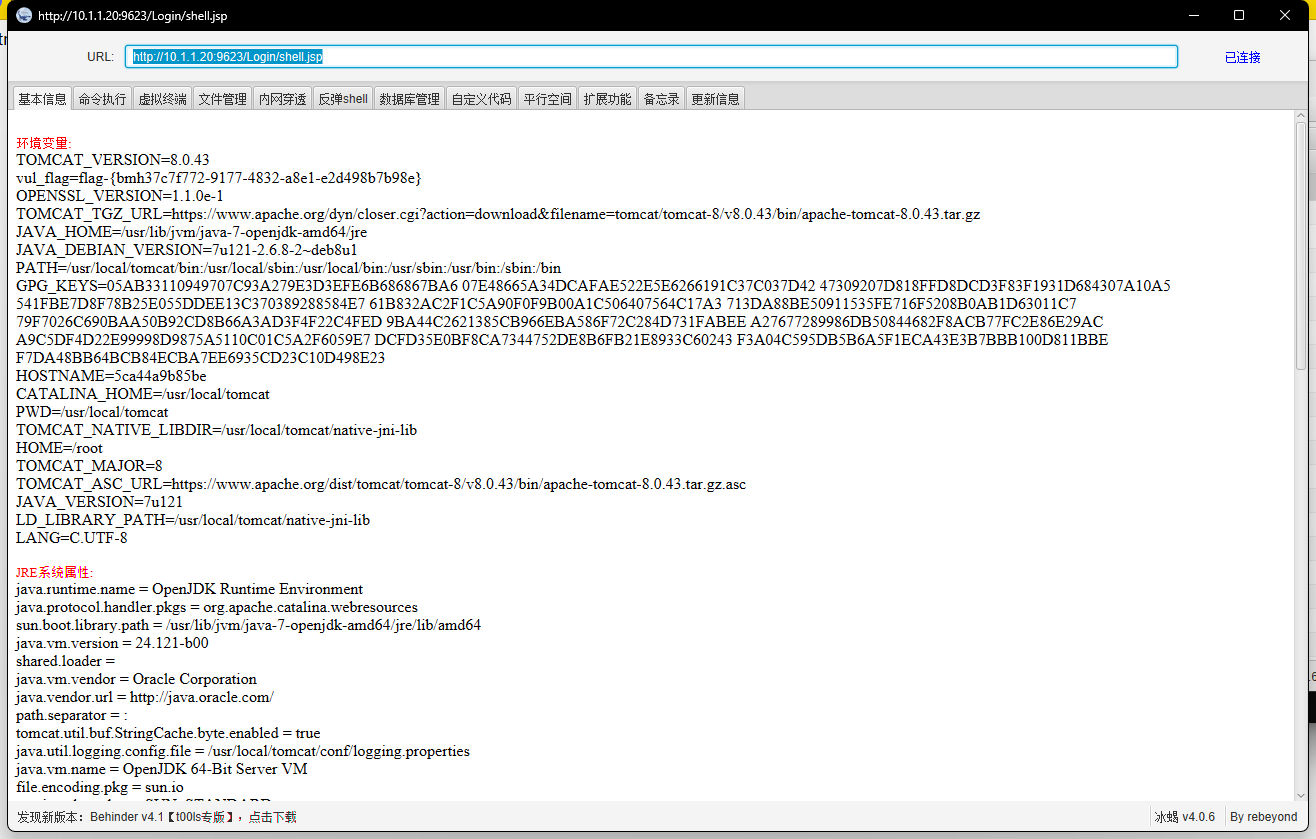 http://10.1.1.20:9623/Login/shell.jsp
URL: http://10.1.1.20:9623/Login/shell.jsp 已连接
基本信息 命令执行 虚拟终端 文件管理 内网穿透 反弹shell 数据库管理 自定义代码 平行空间 扩展功能 备忘录 更新信息
环境变量:
TOMCAT_VERSION=8.0.43
vul_flag=flag-{bmh37c7f772-9177-4832-a8e1-e2d498b7b98e}
OPENSSL_VERSION=1.1.0e-1
TOMCAT_TGZ_URL=https://www.apache.org/dyn/closer.cgi?action=download&filename=tomcat/tomcat-8/v8.0.43/bin/apache-tomcat-8.0.43.tar.gz
JAVA_HOME=/usr/lib/jvm/java-7-openjdk-amd64/jre
JAVA_DEBIAN_VERSION=7u121-2.6.8-2~deb8u1
PATH=/usr/local/tomcat/bin:/usr/local/sbin:/usr/local/bin:/usr/sbin:/usr/bin:/sbin:/bin
GPG_KEYS=05AB33110949707C93A279E3D3EFE6B686867BA6 07E48665A34DCAFAE522E5E6266191C37C037D42 47309207D818FFD8DCD3F83F1931D684307A10A5
541FBE7D8F78B25E055DDEE13C370389288584E7 61B832AC2F1C5A90F0F9B00A1C506407564C17A3 713DA88BE50911535FE716F5208B0AB1D63011C7
79F7026C690BAA50B92CD8B66A3AD3F4F22C4FED 9BA44C2621385CB966EBA586F72C284D731FABEE A27677289986DB50844682F8ACB77FC2E86E29AC
A9C5DF4D22E99998D9875A5110C01C5A2F6059E7 DCFD35E0BF8CA7344752DE8B6FB21E8933C60243 F3A04C595DB5B6A5F1ECA43E3B7BBB100D811BBE
F7DA48BB64BCB84ECBA7EE6935CD23C10D498E23
HOSTNAME=5ca44a9b85be
CATALINA_HOME=/usr/local/tomcat
PWD=/usr/local/tomcat
TOMCAT_NATIVE_LIBDIR=/usr/local/tomcat/native-jni-lib
HOME=/root
TOMCAT_MAJOR=8
TOMCAT_ASC_URL=https://www.apache.org/dist/tomcat/tomcat-8/v8.0.43/bin/apache-tomcat-8.0.43.tar.gz.asc
JAVA_VERSION=7u121
LD_LIBRARY_PATH=/usr/local/tomcat/native-jni-lib
LANG=C.UTF-8
JRE系统属性:
java.runtime.name = OpenJDK Runtime Environment
java.protocol.handler.pkgs = org.apache.catalina.webresources
sun.boot.library.path = /usr/lib/jvm/java-7-openjdk-amd64/jre/lib/amd64
java.vm.version = 24.121-b00
shared.loader =
java.vm.vendor = Oracle Corporation
java.vendor.url = http://java.oracle.com/
path.separator = :
tomcat.util.buf.StringCache.byte.enabled = true
java.util.logging.config.file = /usr/local/tomcat/conf/logging.properties
java.vm.name = OpenJDK 64-Bit Server VM
file.encoding.pkg = sun.io
发现新版本：Behinder v4.1【t00ls专版】，点击下载 冰蝎 v4.0.6 By rebeyond